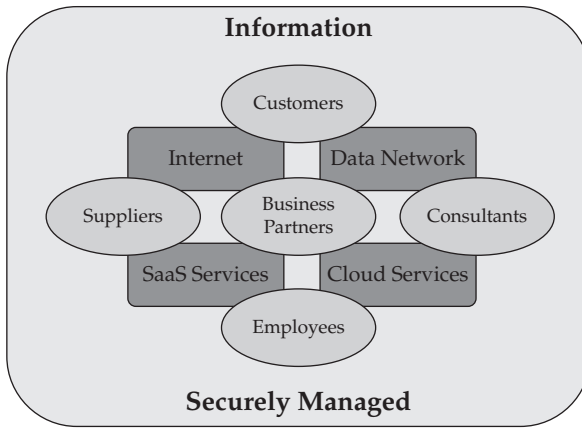 Information
Customers
Internet
Data Network
Suppliers
Business
Partners
Consultants
SaaS Services
Cloud Services
Employees
Securely Managed